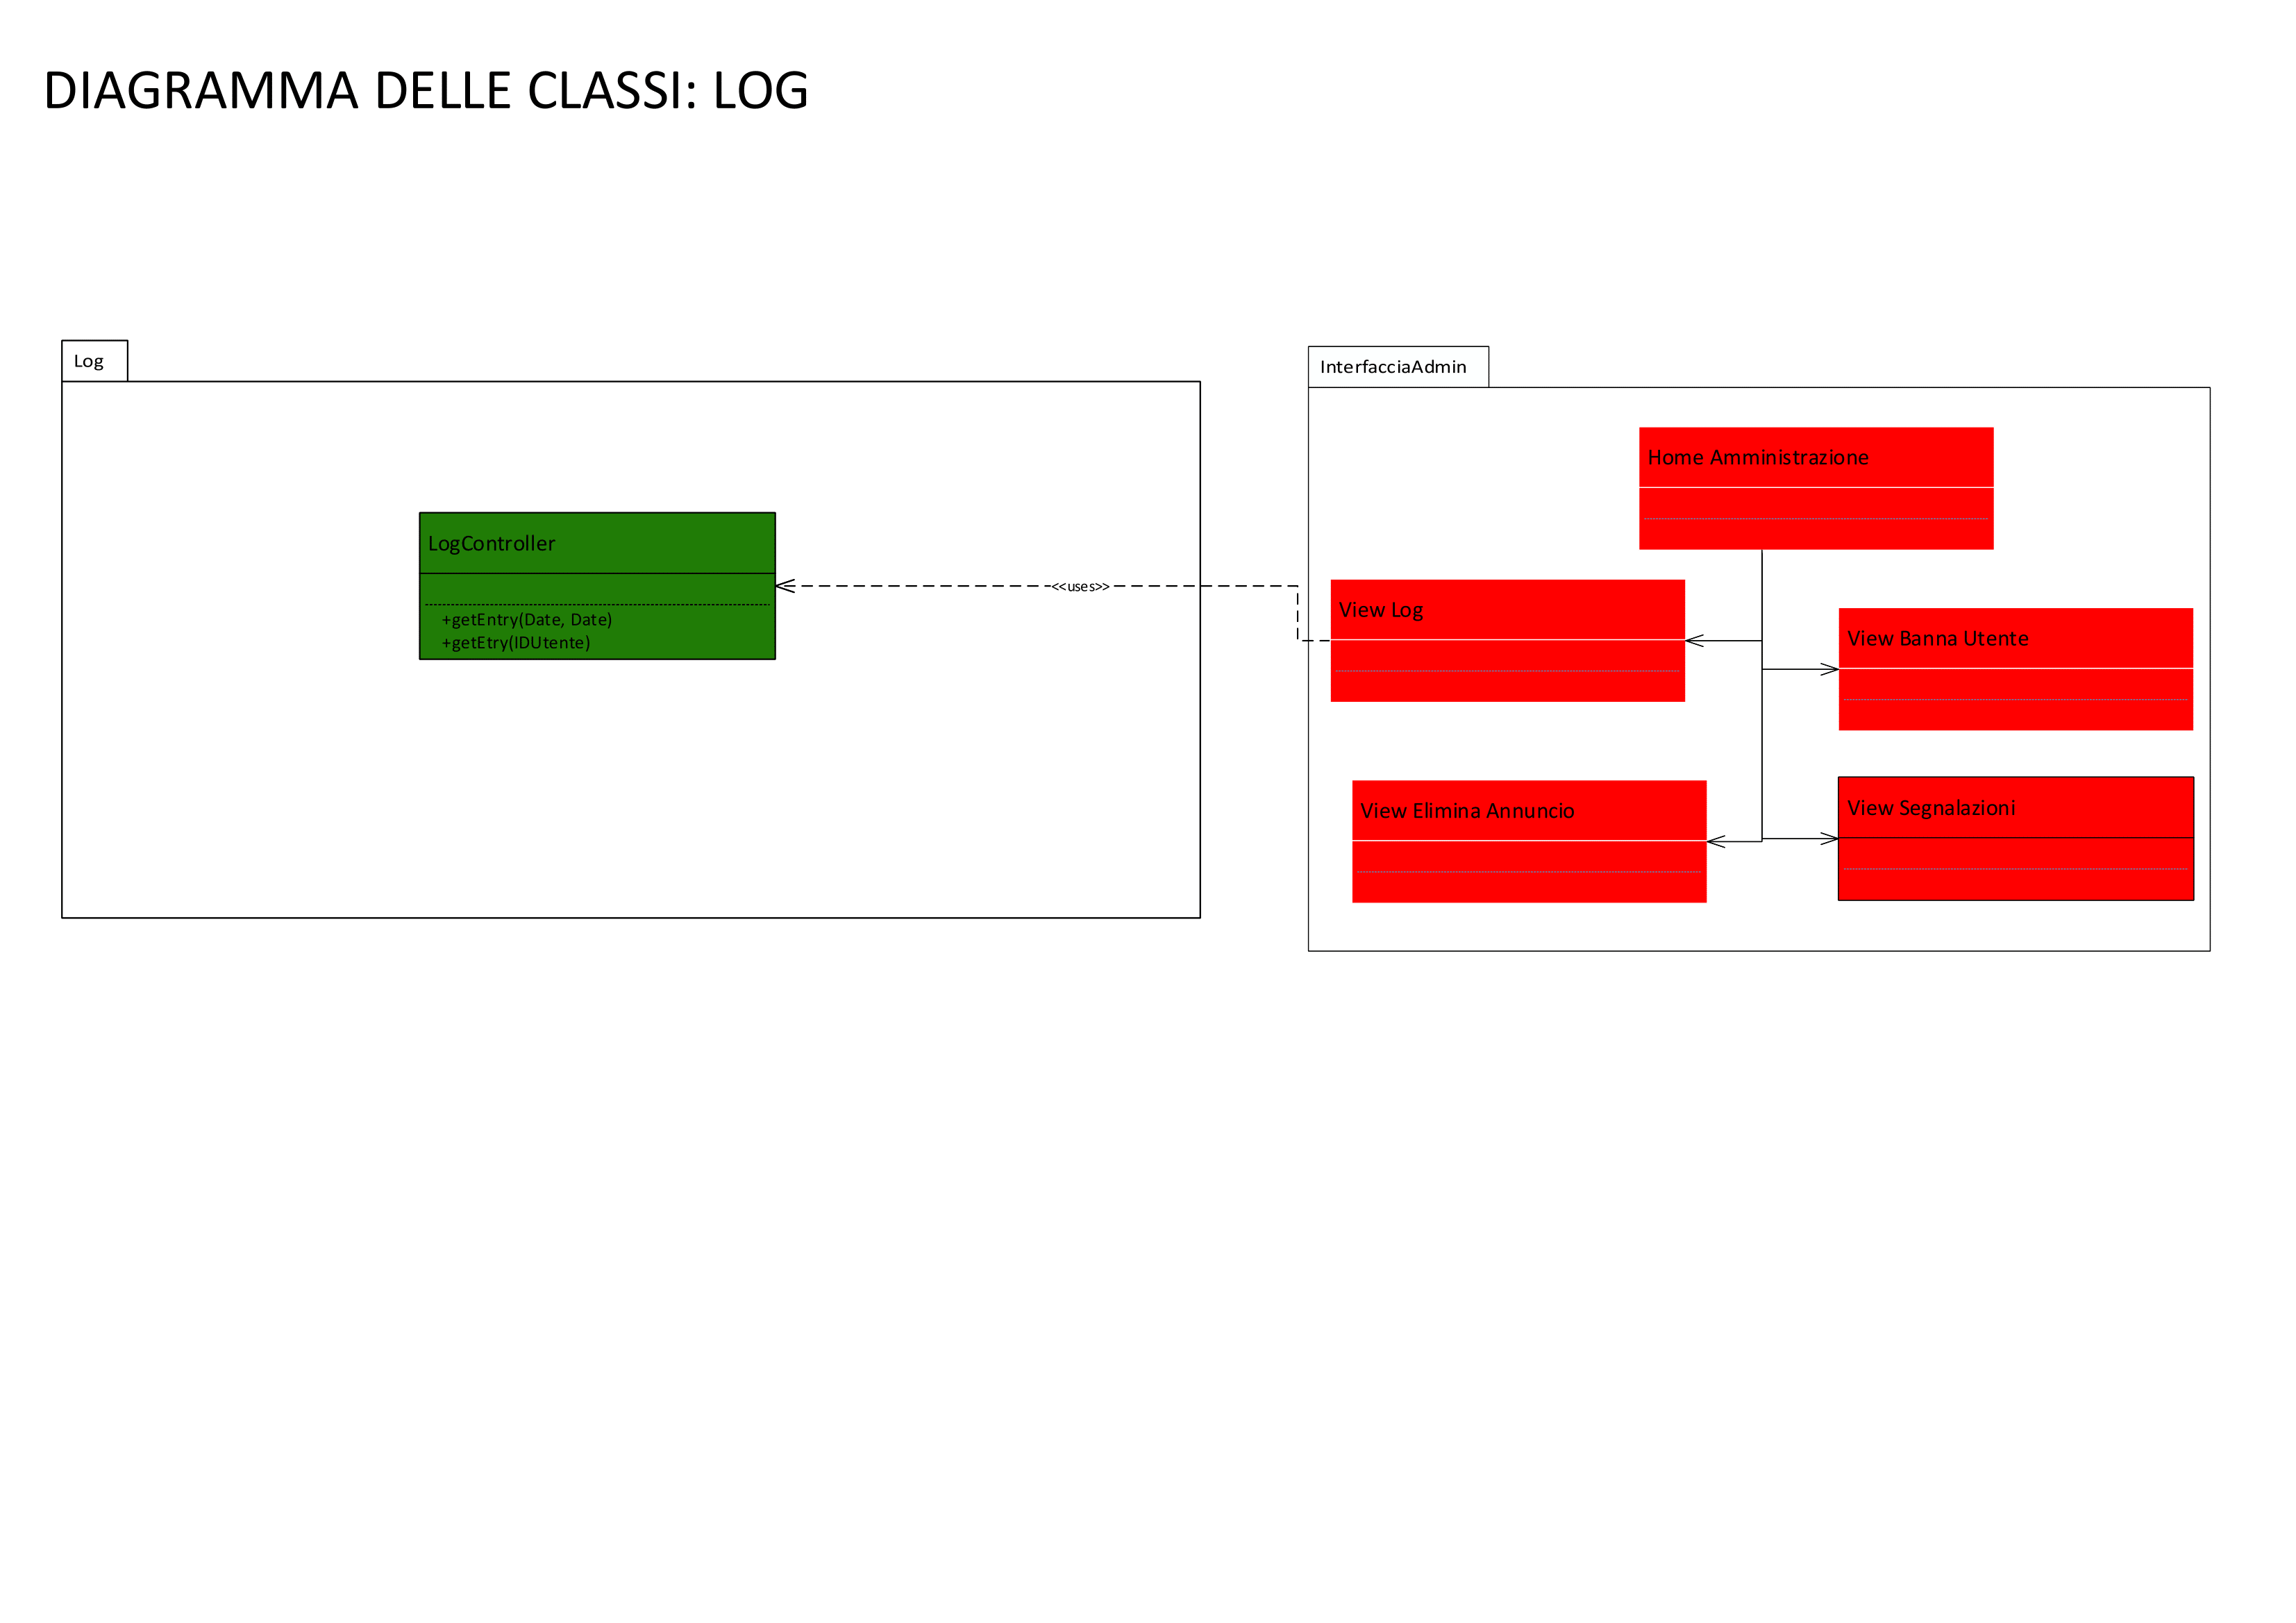 DIAGRAMMA DELLE CLASSI: LOG
Log
LogController
+getEntry(Date, Date)
+getEtry(IDUtente)
<<uses>>
InterfacciaAdmin
Home Amministrazione
View Log
View Banna Utente
View Elimina Annuncio
View Segnalazioni